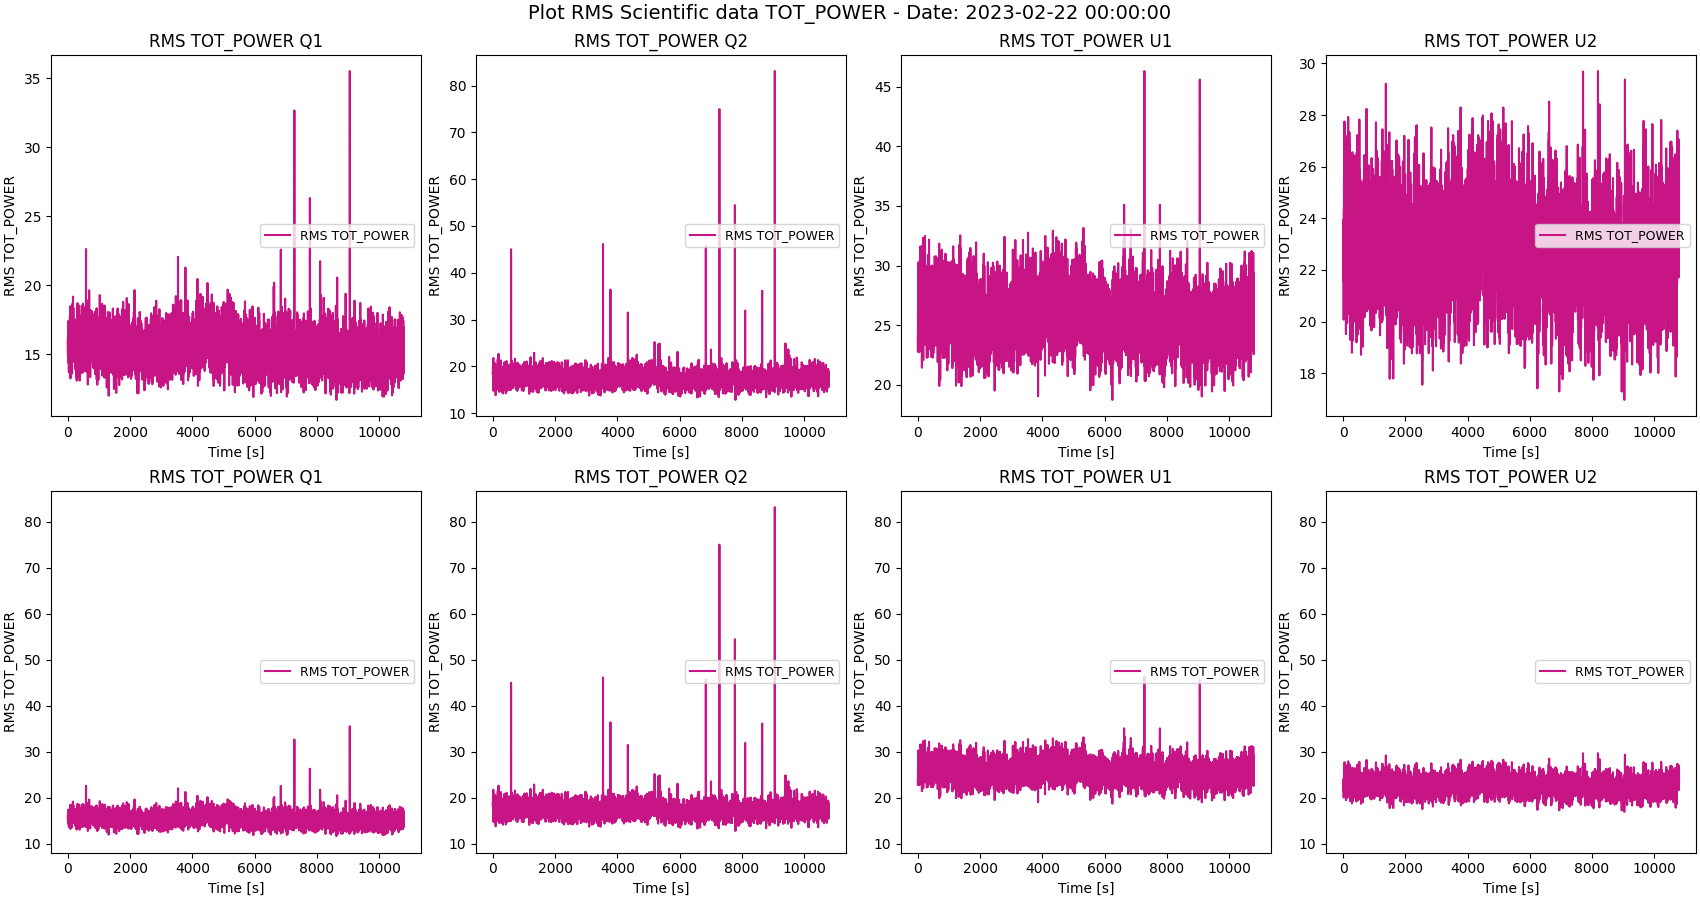 Plot RMS Scientific data TOT_POWER - Date: 2023-02-22 00:00:00
RMS TOT_POWER Q1
RMS TOT_POWER
35
30
25
20
15
RMS TOT_POWER
0 2000 4000 6000 8000 10000
Time [s]
RMS TOT_POWER Q2
RMS TOT_POWER
80
70
60
50
40
30
20
10
RMS TOT_POWER
0 2000 4000 6000 8000 10000
Time [s]
RMS TOT_POWER U1
RMS TOT_POWER
45
40
35
30
25
20
RMS TOT_POWER
0 2000 4000 6000 8000 10000
Time [s]
RMS TOT_POWER U2
RMS TOT_POWER
30
28
26
24
22
20
18
RMS TOT_POWER
0 2000 4000 6000 8000 10000
Time [s]
RMS TOT_POWER Q1
RMS TOT_POWER
80
70
60
50
40
30
20
10
RMS TOT_POWER
0 2000 4000 6000 8000 10000
Time [s]
RMS TOT_POWER Q2
RMS TOT_POWER
80
70
60
50
40
30
20
10
RMS TOT_POWER
0 2000 4000 6000 8000 10000
Time [s]
RMS TOT_POWER U1
RMS TOT_POWER
80
70
60
50
40
30
20
10
RMS TOT_POWER
0 2000 4000 6000 8000 10000
Time [s]
RMS TOT_POWER U2
RMS TOT_POWER
80
70
60
50
40
30
20
10
RMS TOT_POWER
0 2000 4000 6000 8000 10000
Time [s]